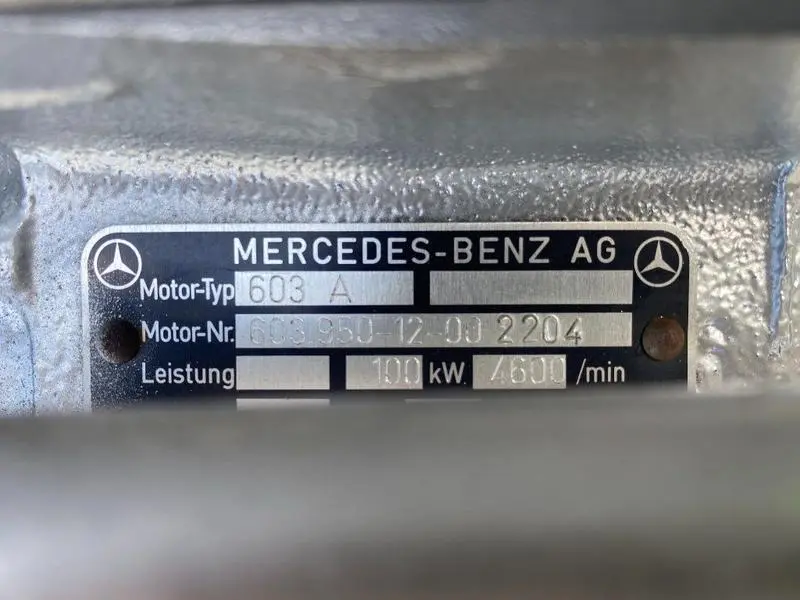 MERCEDES-BENZ AG
Motor-Typ 603 A
Motor-Nr. 603.950-12-00 2204
Leistung 100 kW 4600 /min